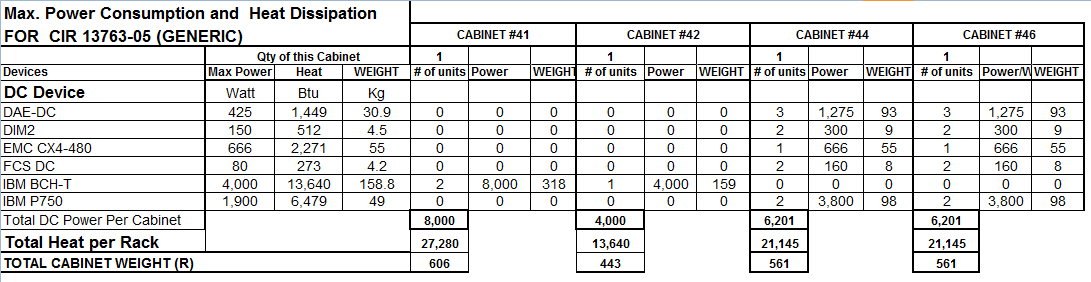 Max. Power Consumption and Heat Dissipation
FOR CIR 13763-05 (GENERIC) CABINET #41 CABINET #42 CABINET #44 CABINET #46
Qty of this Cabinet 1 1 1 1
Devices Max Power Heat WEIGHT # of units Power WEIGHT # of units Power WEIGHT # of units Power WEIGHT # of units Power/W WEIGHT
DC Device Watt Btu Kg
DAE-DC 425 1,449 30.9 0 0 0 0 0 0 3 1,275 93 3 1,275 93
DIM2 150 512 4.5 0 0 0 0 0 0 2 300 9 2 300 9
EMC CX4-480 666 2,271 55 0 0 0 0 0 0 1 666 55 1 666 55
FCS DC 80 273 4.2 0 0 0 0 0 0 2 160 8 2 160 8
IBM BCH-T 4,000 13,640 158.8 2 8,000 318 1 4,000 159 0 0 0 0 0 0
IBM P750 1,900 6,479 49 0 0 0 0 0 0 2 3,800 98 2 3,800 98
Total DC Power Per Cabinet 8,000 4,000 6,201 6,201
Total Heat per Rack 27,280 13,640 21,145 21,145
TOTAL CABINET WEIGHT (R) 606 443 561 561